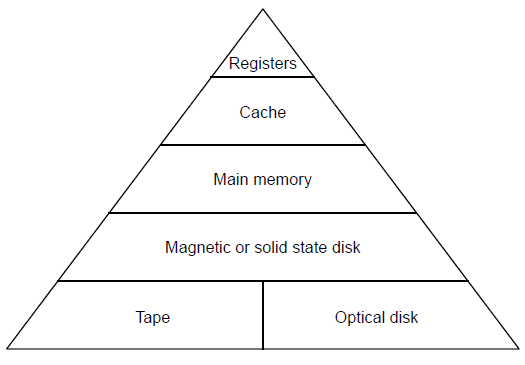 Registers
Cache
Main memory
Magnetic or solid state disk
Tape
Optical disk